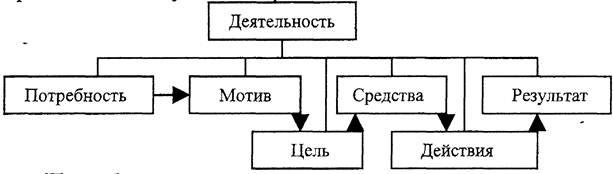 Деятельность
Потребность
Мотив
Средства
Результат
Цель
Действия